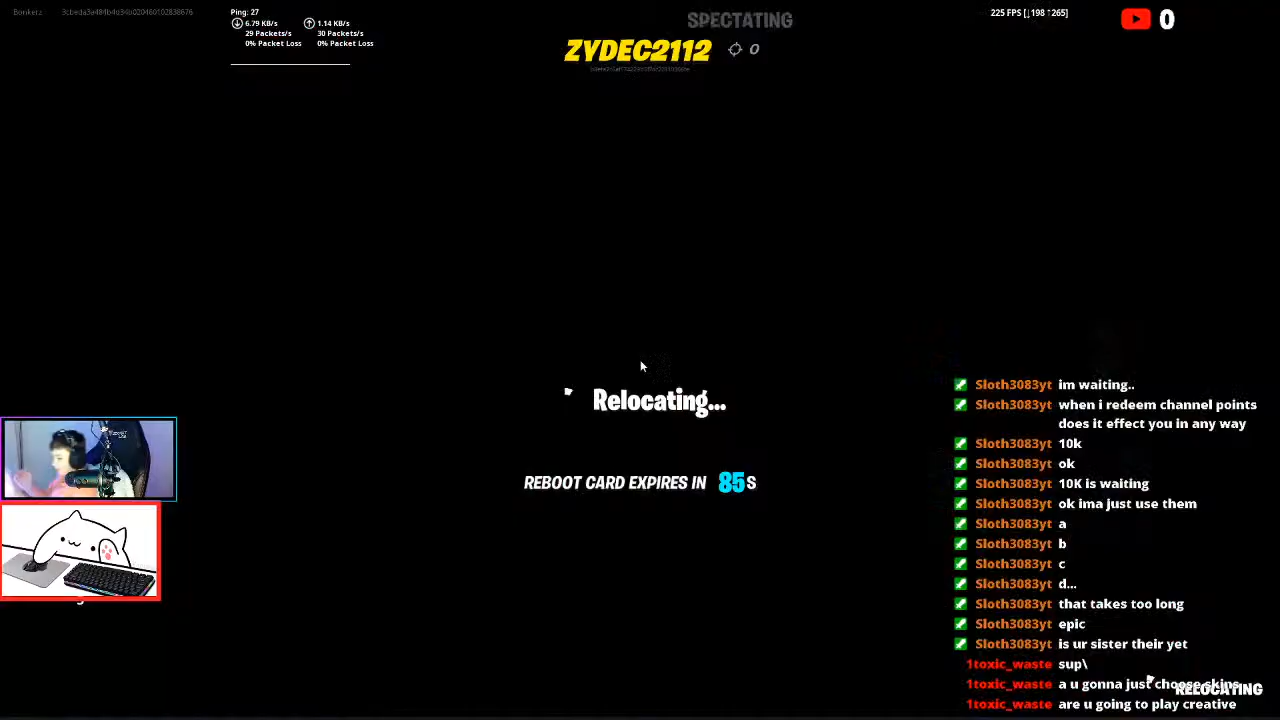 Bonkerz
Ping: 27
6.79 KB/s 1.14 KB/s
29 Packets/s 30 Packets/s
0% Packet Loss 0% Packet Loss
SPECTATING
ZYDEC2112 0
225 FPS [↓198 ↑265]
0
Relocating...
REBOOT CARD EXPIRES IN 85S
Sloth3083yt im waiting..
Sloth3083yt when i redeem channel points
does it effect you in any way
Sloth3083yt 10k
Sloth3083yt ok
Sloth3083yt 10K is waiting
Sloth3083yt ok ima just use them
Sloth3083yt a
Sloth3083yt b
Sloth3083yt c
Sloth3083yt d...
Sloth3083yt that takes too long
Sloth3083yt epic
Sloth3083yt is ur sister their yet
1toxic_waste sup\
1toxic_waste a u gonna just choose skins
RELOCATING
1toxic_waste are u going to play creative